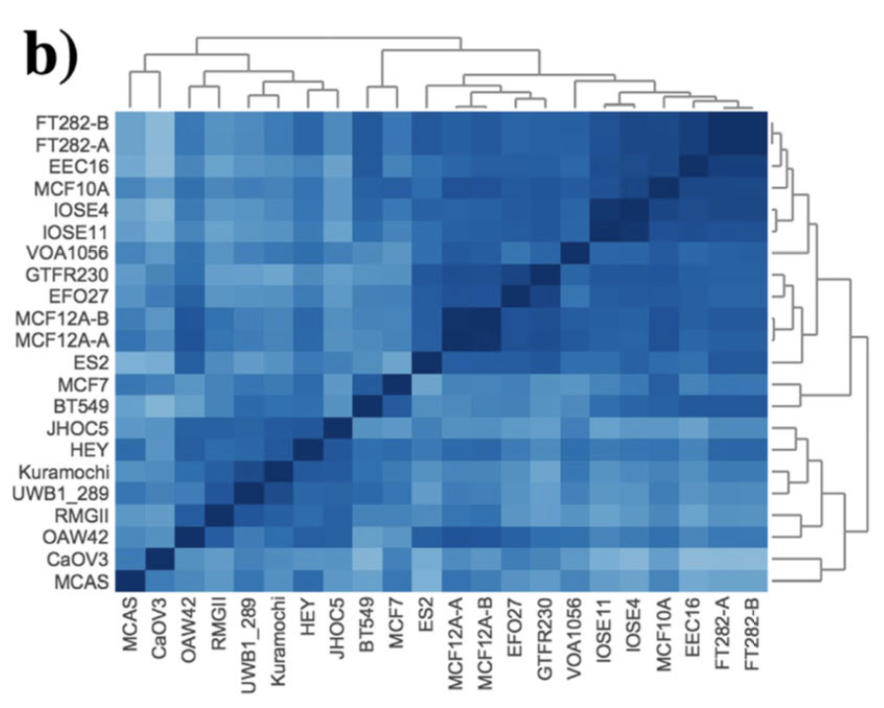 b)
FT282-B
FT282-A
EEC16
MCF10A
IOSE4
IOSE11
VOA1056
GTFR230
EFO27
MCF12A-B
MCF12A-A
ES2
MCF7
BT549
JHOC5
HEY
Kuramochi
UWB1_289
RMGII
OAW42
CaOV3
MCAS
MCAS
CaOV3
OAW42
RMGII
UWB1_289
Kuramochi
HEY
JHOC5
BT549
MCF7
ES2
MCF12A-A
MCF12A-B
EFO27
GTFR230
VOA1056
IOSE11
IOSE4
MCF10A
EEC16
FT282-A
FT282-B